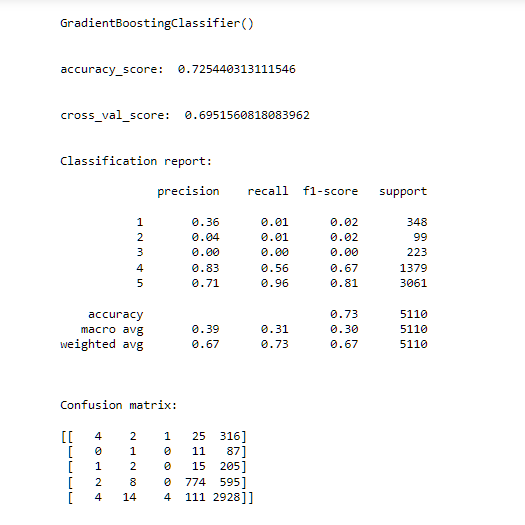 GradientBoostingClassifier()
accuracy_score:  0.725440313111546
cross_val_score:  0.6951560818083962
Classification report:
              precision    recall  f1-score   support
           1       0.36      0.01      0.02       348
           2       0.04      0.01      0.02        99
           3       0.00      0.00      0.00       223
           4       0.83      0.56      0.67      1379
           5       0.71      0.96      0.81      3061
    accuracy                           0.73      5110
   macro avg       0.39      0.31      0.30      5110
weighted avg       0.67      0.73      0.67      5110
Confusion matrix:
[[   4    2    1   25  316]
 [   0    1    0   11   87]
 [   1    2    0   15  205]
 [   2    8    0  774  595]
 [   4   14    4  111 2928]]